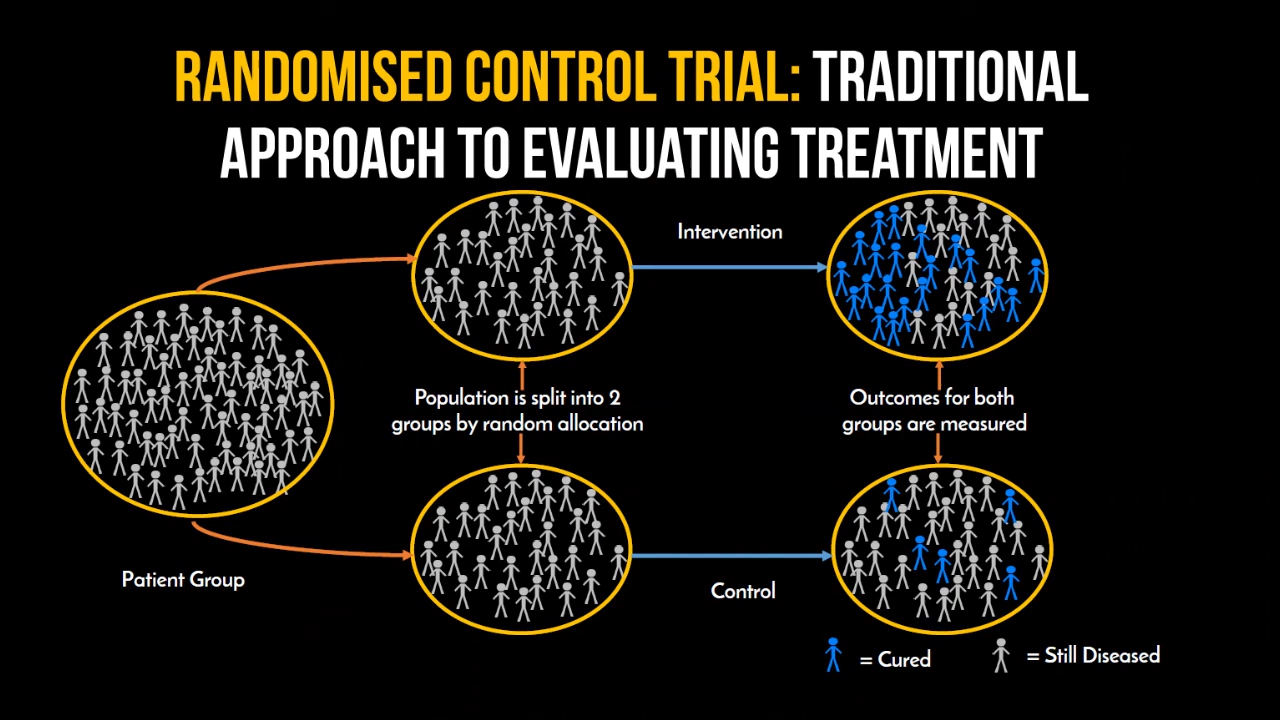 RANDOMISED CONTROL TRIAL: TRADITIONAL
APPROACH TO EVALUATING TREATMENT
Intervention
Population is split into 2
groups by random allocation
Outcomes for both
groups are measured
Patient Group
Control
= Cured
= Still Diseased